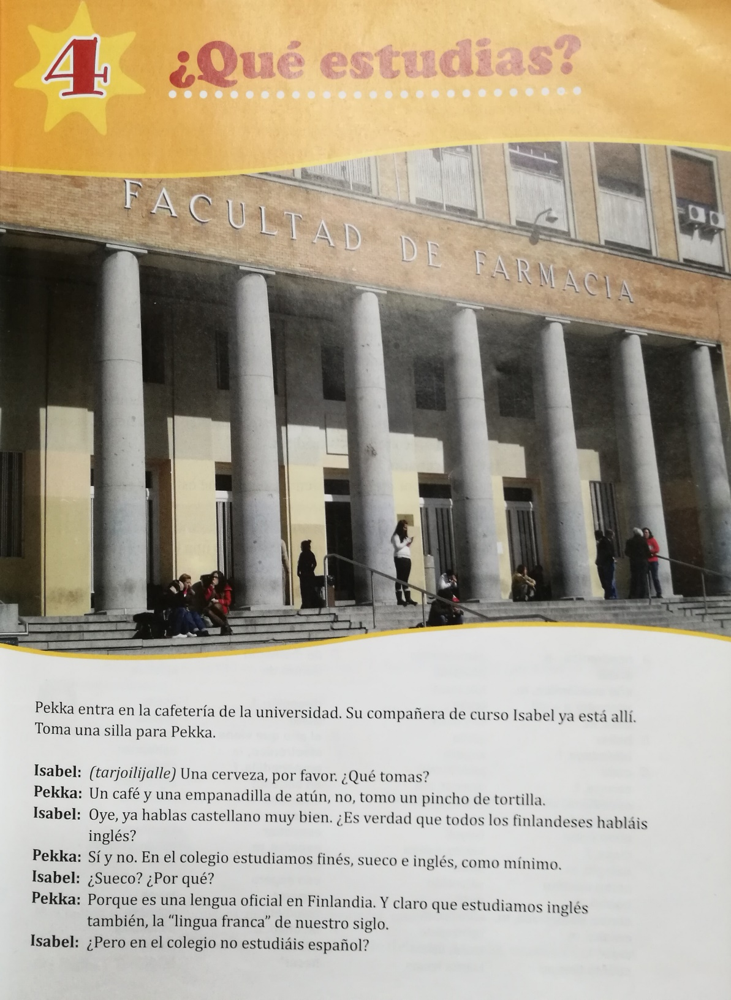 4
¿Qué estudias?
FACULTAD DE FARMACIA
Pekka entra en la cafetería de la universidad. Su compañera de curso Isabel ya está allí.
Toma una silla para Pekka.
Isabel: (tarjoilijalle) Una cerveza, por favor. ¿Qué tomas?
Pekka: Un café y una empanadilla de atún, no, tomo un pincho de tortilla.
Isabel: Oye, ya hablas castellano muy bien. ¿Es verdad que todos los finlandeses habláis
inglés?
Pekka: Sí y no. En el colegio estudiamos finés, sueco e inglés, como mínimo.
Isabel: ¿Sueco? ¿Por qué?
Pekka: Porque es una lengua oficial en Finlandia. Y claro que estudiamos inglés
también, la “lingua franca” de nuestro siglo.
Isabel: ¿Pero en el colegio no estudiáis español?